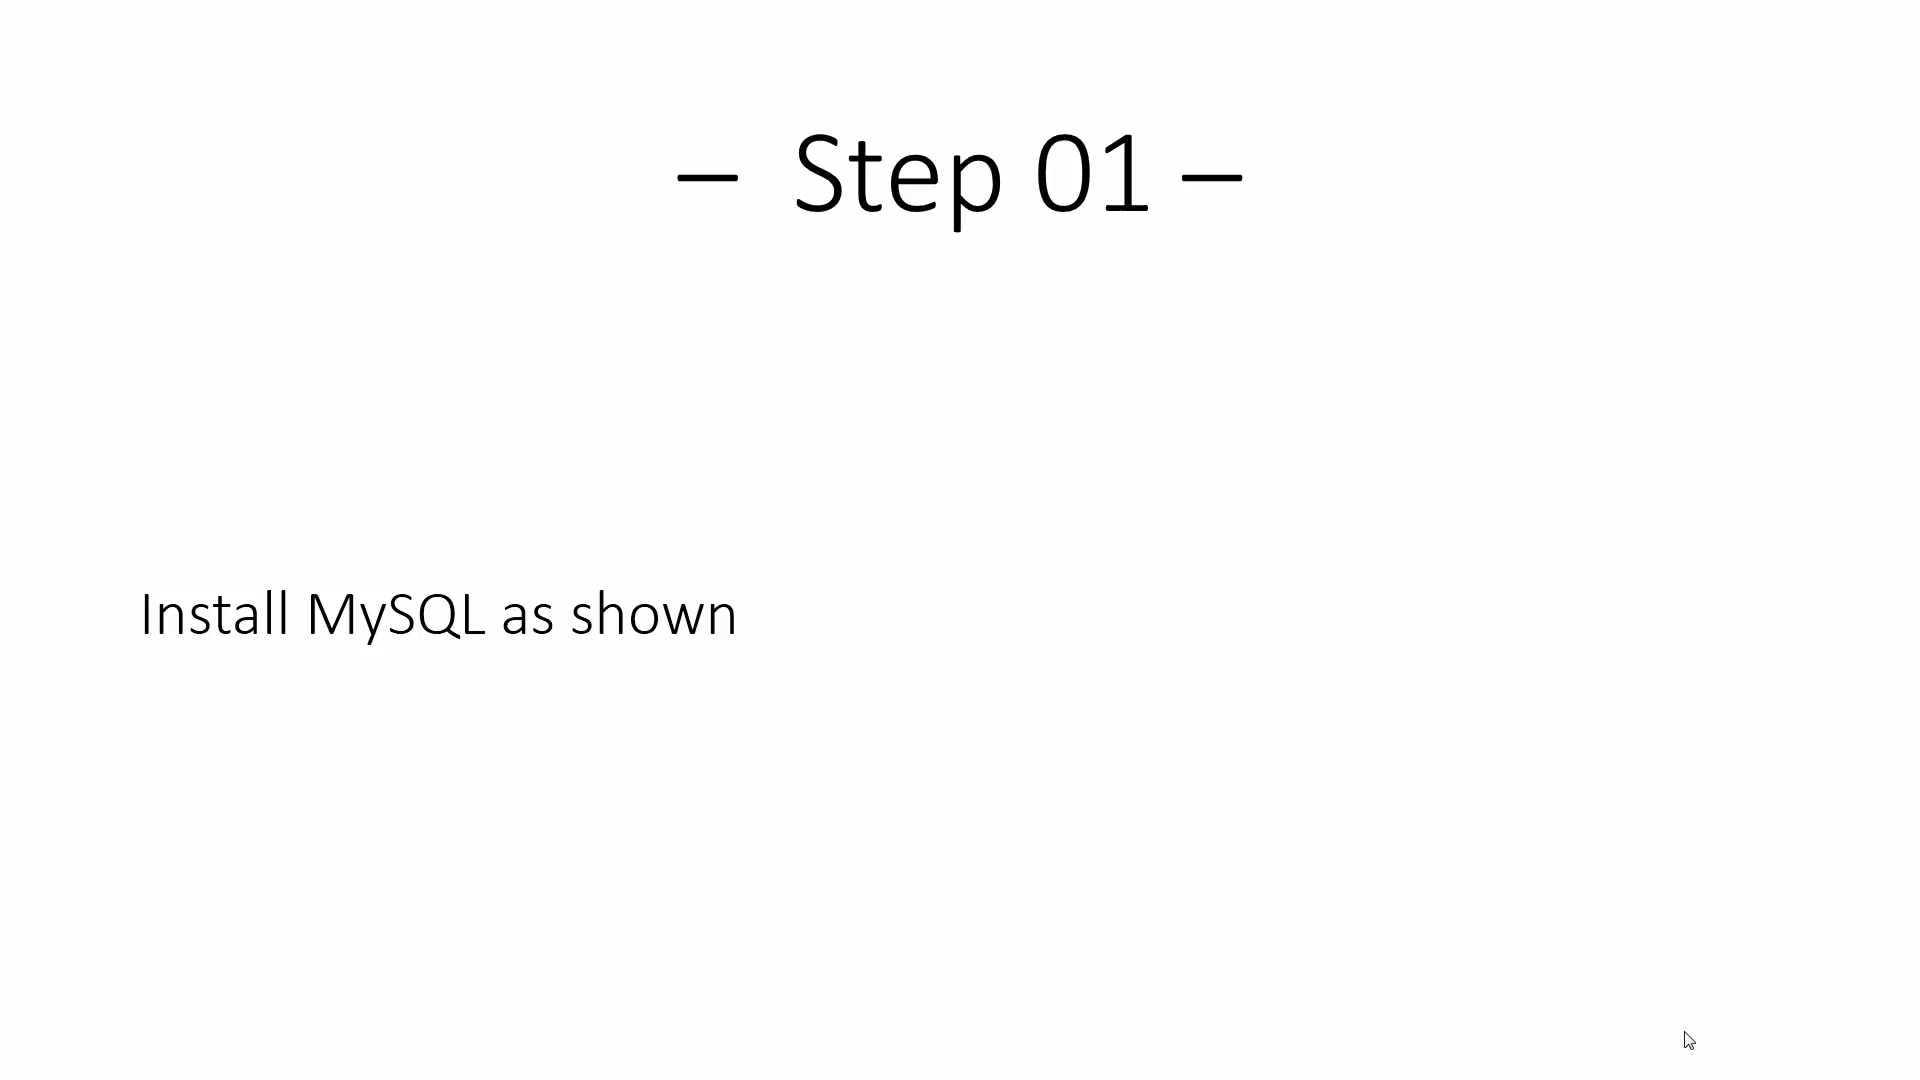 – Step 01 –
Install MySQL as shown